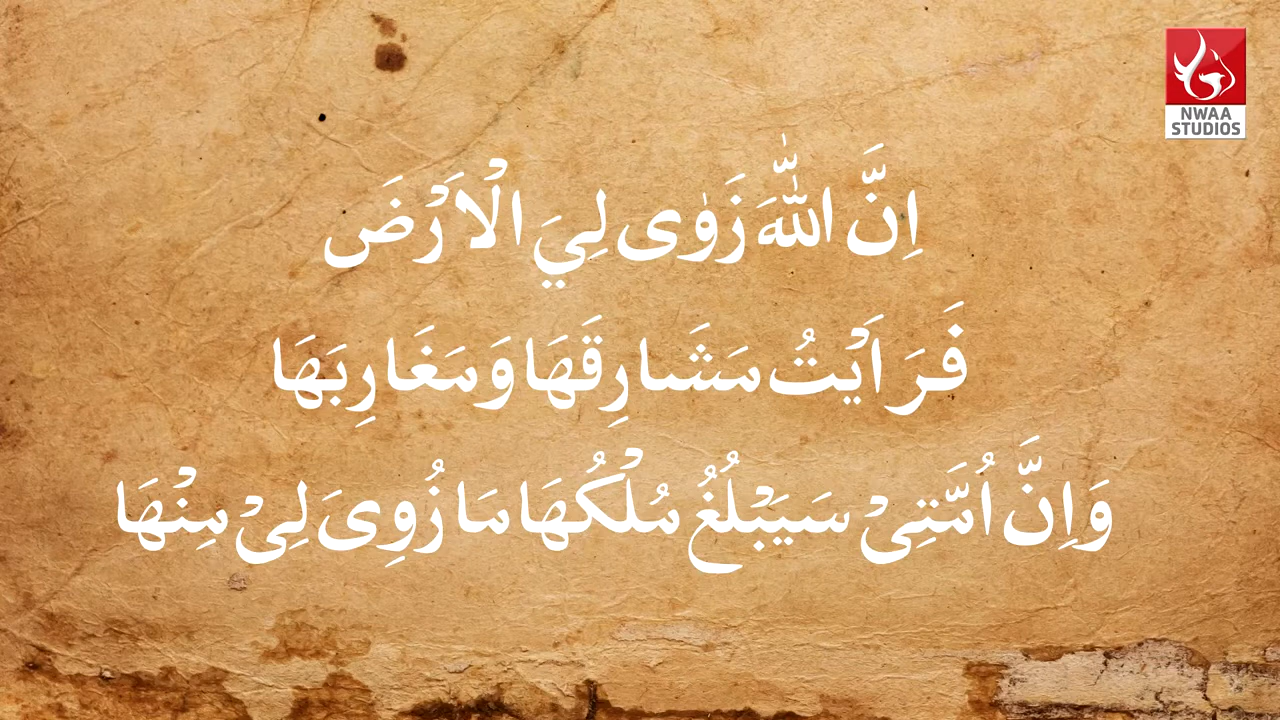 NWAA
STUDIOS
اِنَّ اللّٰهَ زَوٰى لِيَ الْاَرْضَ
فَرَاَيْتُ مَشَارِقَهَا وَمَغَارِبَهَا
وَاِنَّ اُمَّتِىْ سَيَبْلُغُ مُلْكُهَا مَا زُوِىَ لِىْ مِنْهَا